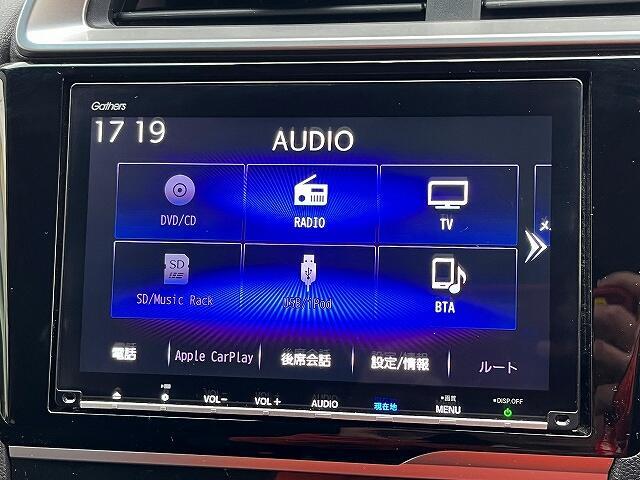 Gathers
17 19
AUDIO
DVD/CD
RADIO
TV
SD
SD/Music Rack
USB/iPod
BTA
電話
Apple CarPlay
後席会話
設定/情報
ルート
VOL−
VOL+
AUDIO
現在地
画質
MENU
DISP.OFF